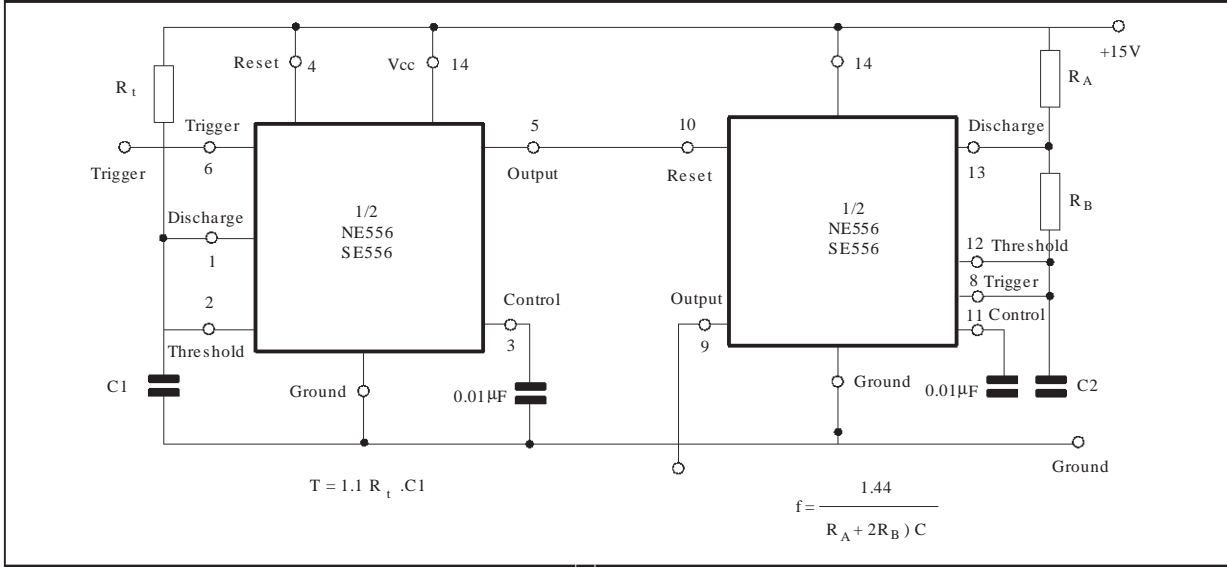 +15V
Reset 4
Vcc 14
14
R t
R A
Trigger
6
Trigger
5
Output
10
Reset
Discharge
13
1/2
NE556
SE556
1/2
NE556
SE556
R B
Discharge
1
12 Threshold
8 Trigger
11 Control
2
Threshold
Control
3
Output
9
C1
Ground
0.01µF
Ground
0.01µF
C2
Ground
T = 1.1 R t .C1
1.44
f =
R A + 2R B ) C